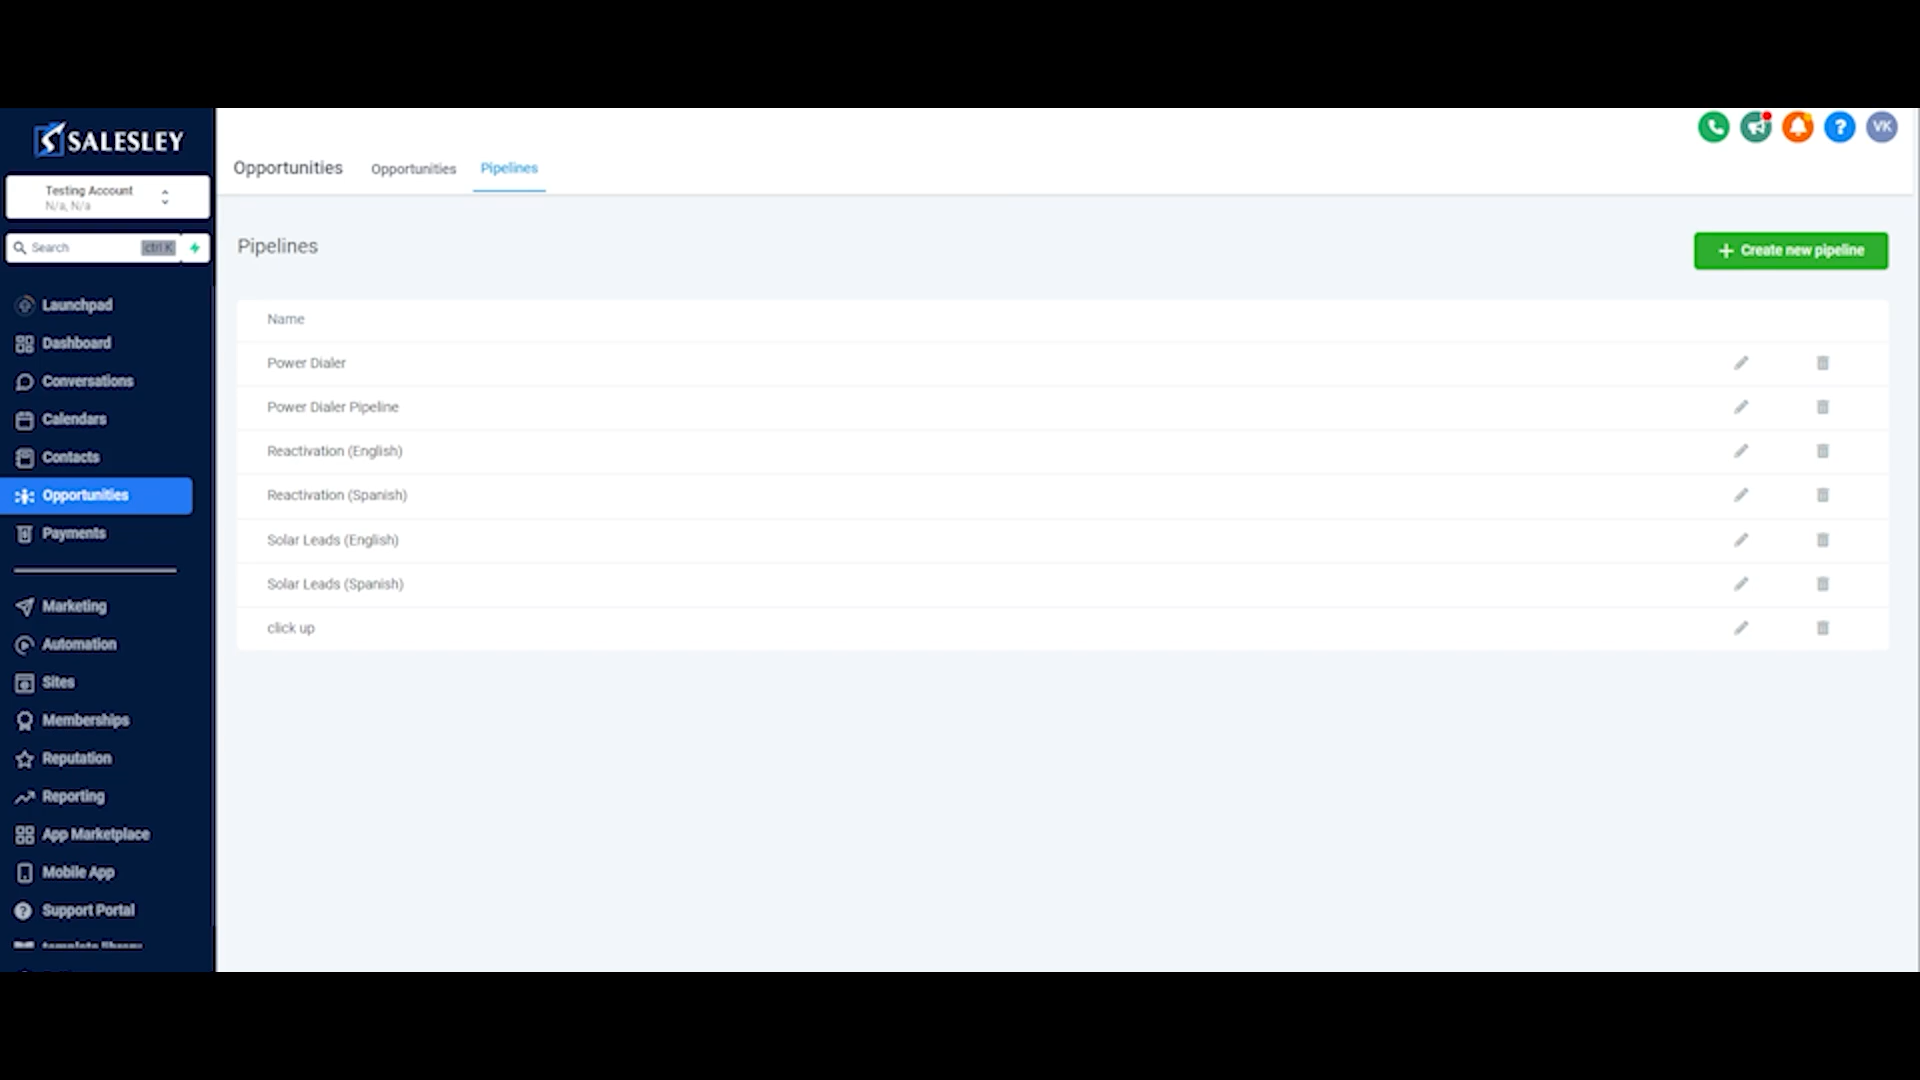 SALESLEY
Testing Account
N/a, N/a
Search ctrl K
Launchpad
Dashboard
Conversations
Calendars
Contacts
Opportunities
Payments
Marketing
Automation
Sites
Memberships
Reputation
Reporting
App Marketplace
Mobile App
Support Portal
template library
Opportunities Opportunities Pipelines
? VK
Pipelines
+ Create new pipeline
Name
Power Dialer
Power Dialer Pipeline
Reactivation (English)
Reactivation (Spanish)
Solar Leads (English)
Solar Leads (Spanish)
click up